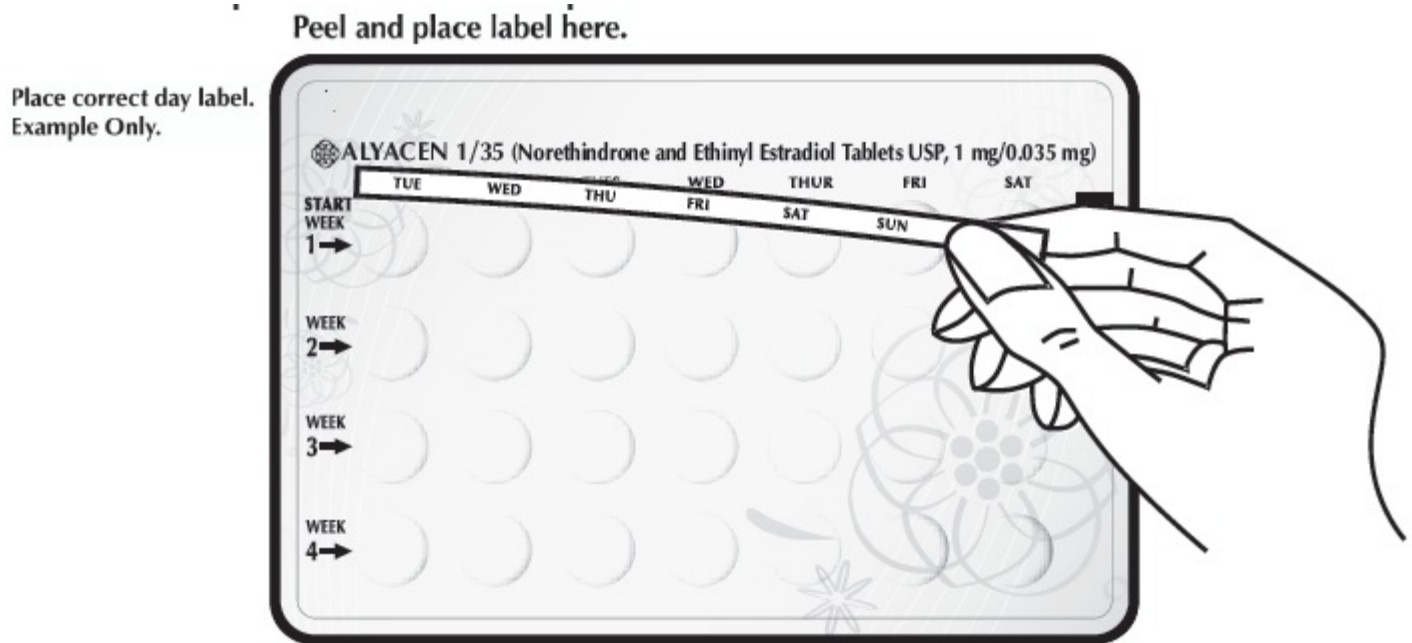 Peel and place label here.
Place correct day label.
Example Only.
ALYACEN 1/35 (Norethindrone and Ethinyl Estradiol Tablets USP, 1 mg/0.035 mg)
WED THUR FRI SAT
TUE WED THU FRI SAT SUN
START
WEEK
1
WEEK
2
WEEK
3
WEEK
4